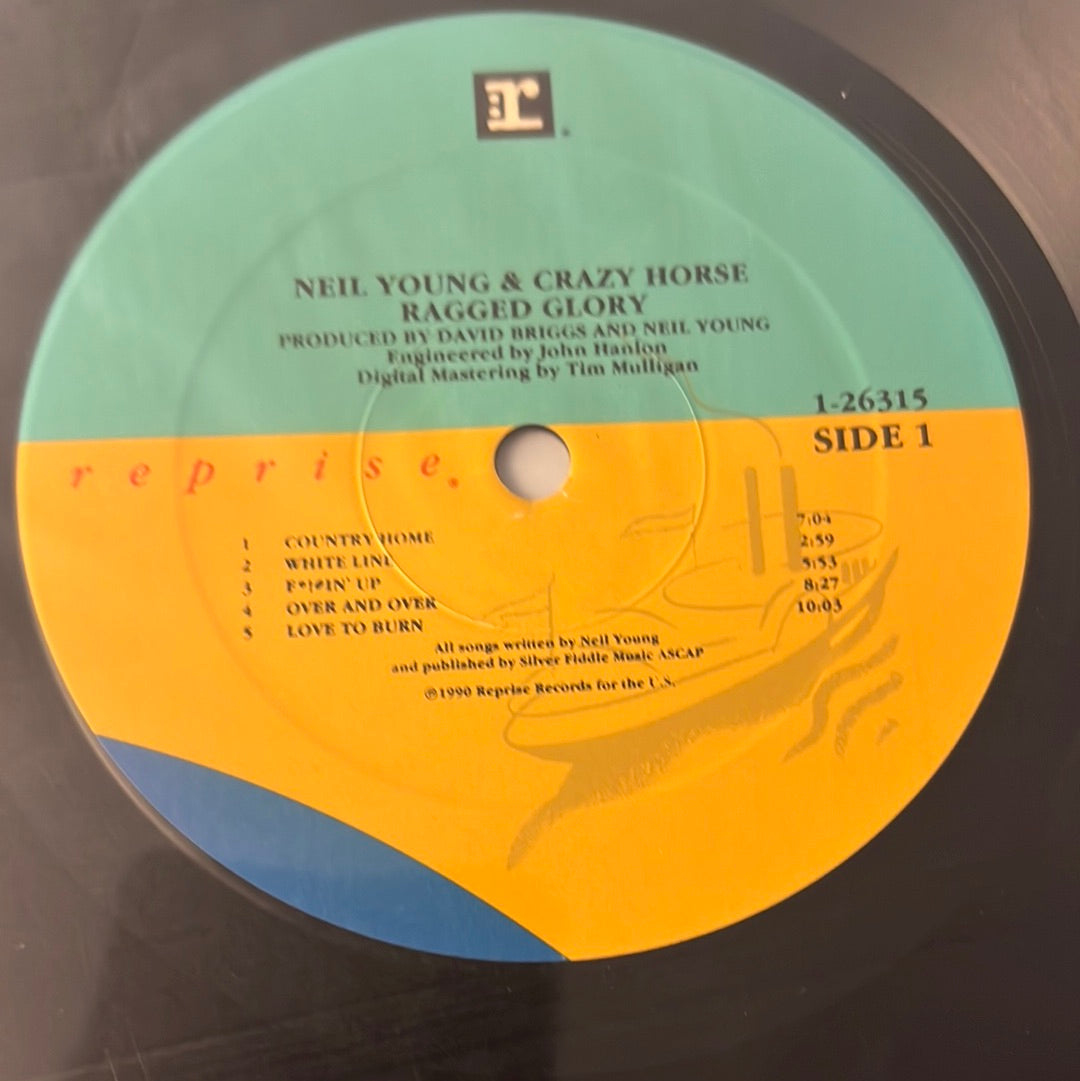 r
NEIL YOUNG & CRAZY HORSE
RAGGED GLORY
PRODUCED BY DAVID BRIGGS AND NEIL YOUNG
Engineered by John Hanlon
Digital Mastering by Tim Mulligan
1-26315
SIDE 1
reprise.
1 COUNTRY HOME 7:04
2 WHITE LINE 2:59
3 F*!#IN' UP 5:53
4 OVER AND OVER 8:27
5 LOVE TO BURN 10:03
All songs written by Neil Young
and published by Silver Fiddle Music ASCAP
℗1990 Reprise Records for the U.S.